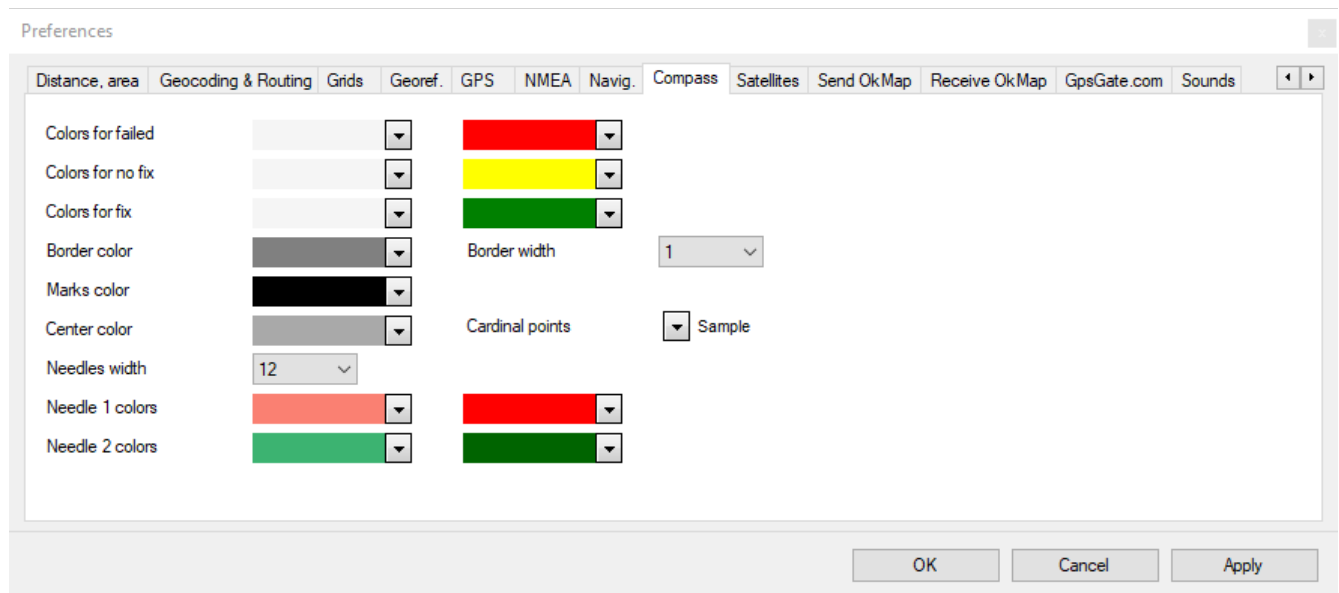 Preferences
Distance, area Geocoding & Routing Grids Georef. GPS NMEA Navig. Compass Satellites Send OkMap Receive OkMap GpsGate.com Sounds
Colors for failed
Colors for no fix
Colors for fix
Border color Border width 1
Marks color
Center color Cardinal points Sample
Needles width 12
Needle 1 colors
Needle 2 colors
OK Cancel Apply